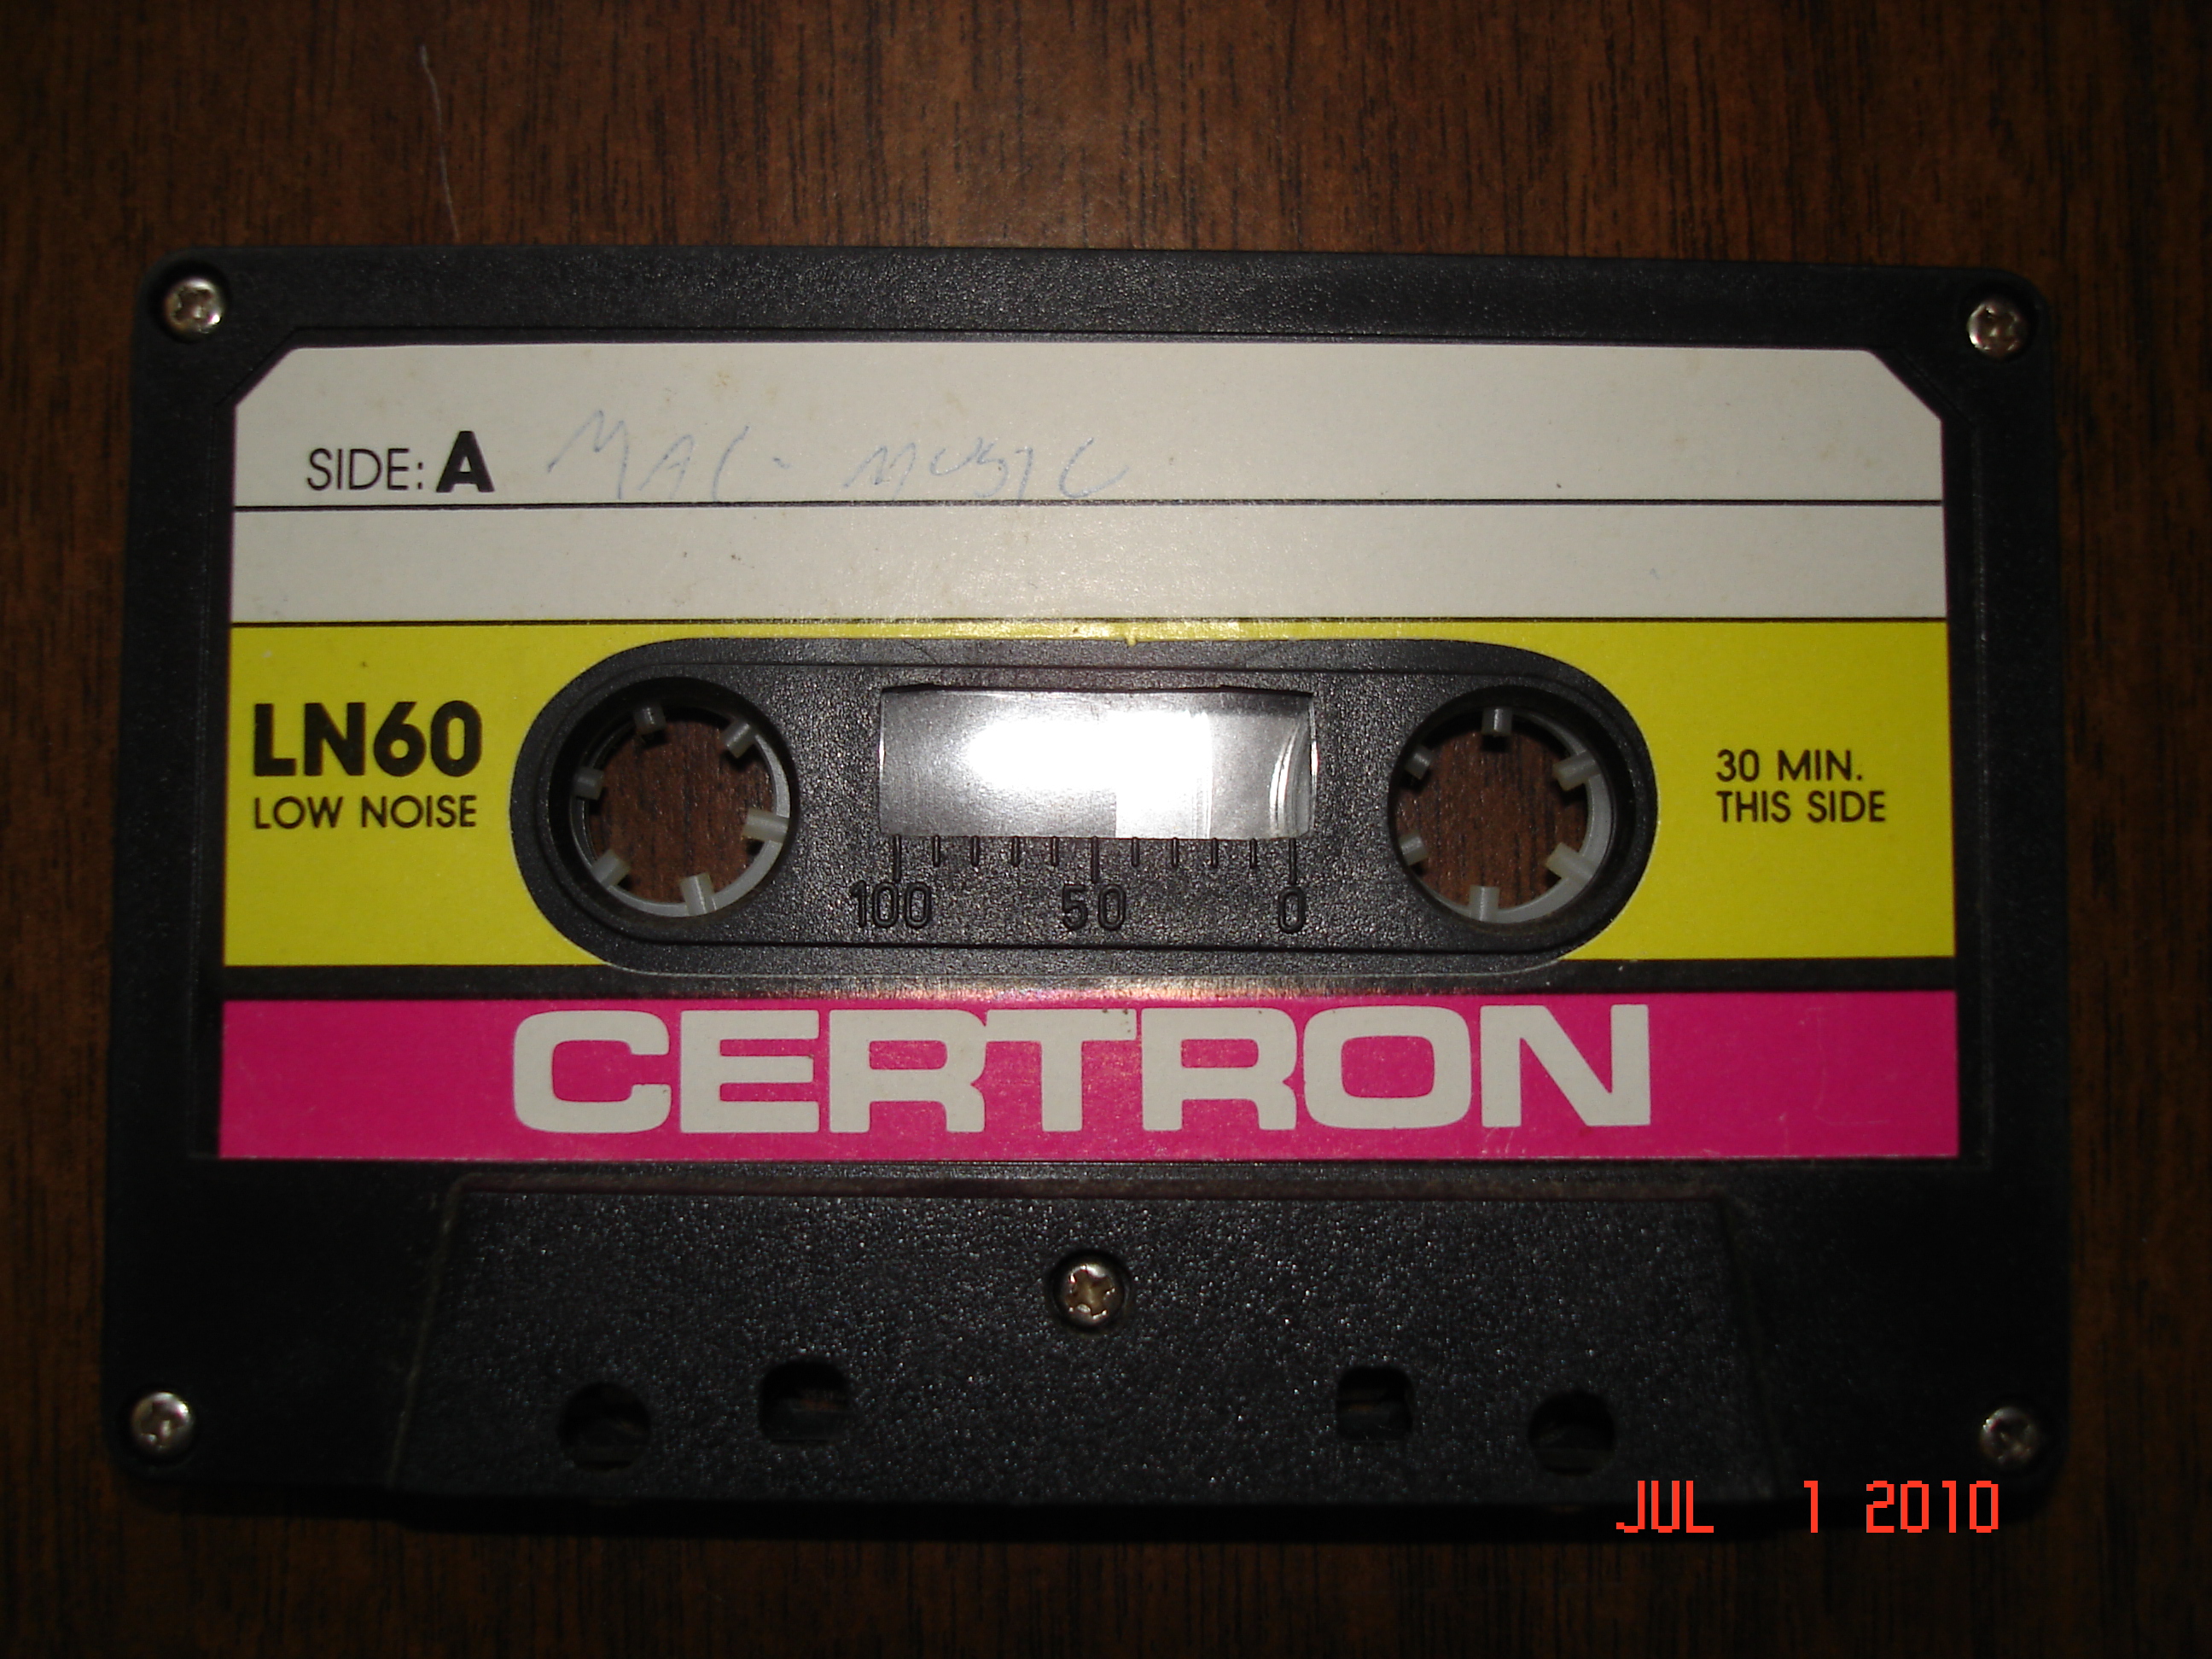 SIDE: A MAC- MUSIC
LN60
LOW NOISE
30 MIN.
THIS SIDE
100 50 0
CERTRON
JUL 1 2010